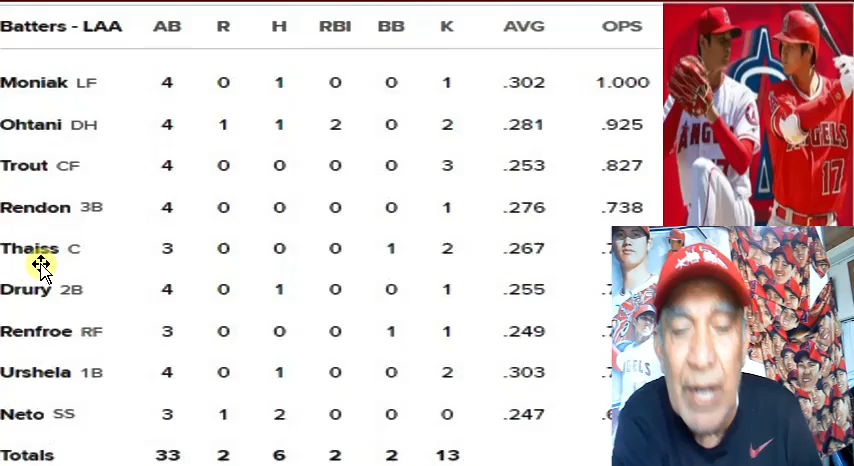 Batters - LAA AB R H RBI BB K AVG OPS
Moniak LF 4 0 1 0 0 1 .302 1.000
Ohtani DH 4 1 1 2 0 2 .281 .925
Trout CF 4 0 0 0 0 3 .253 .827
Rendon 3B 4 0 0 0 0 1 .276 .738
Thaiss C 3 0 0 0 1 2 .267
Drury 2B 4 0 1 0 0 1 .255
Renfroe RF 3 0 0 0 1 1 .249
Urshela 1B 4 0 1 0 0 2 .303
Neto SS 3 1 2 0 0 0 .247
Totals 33 2 6 2 2 13
ANGELS
17